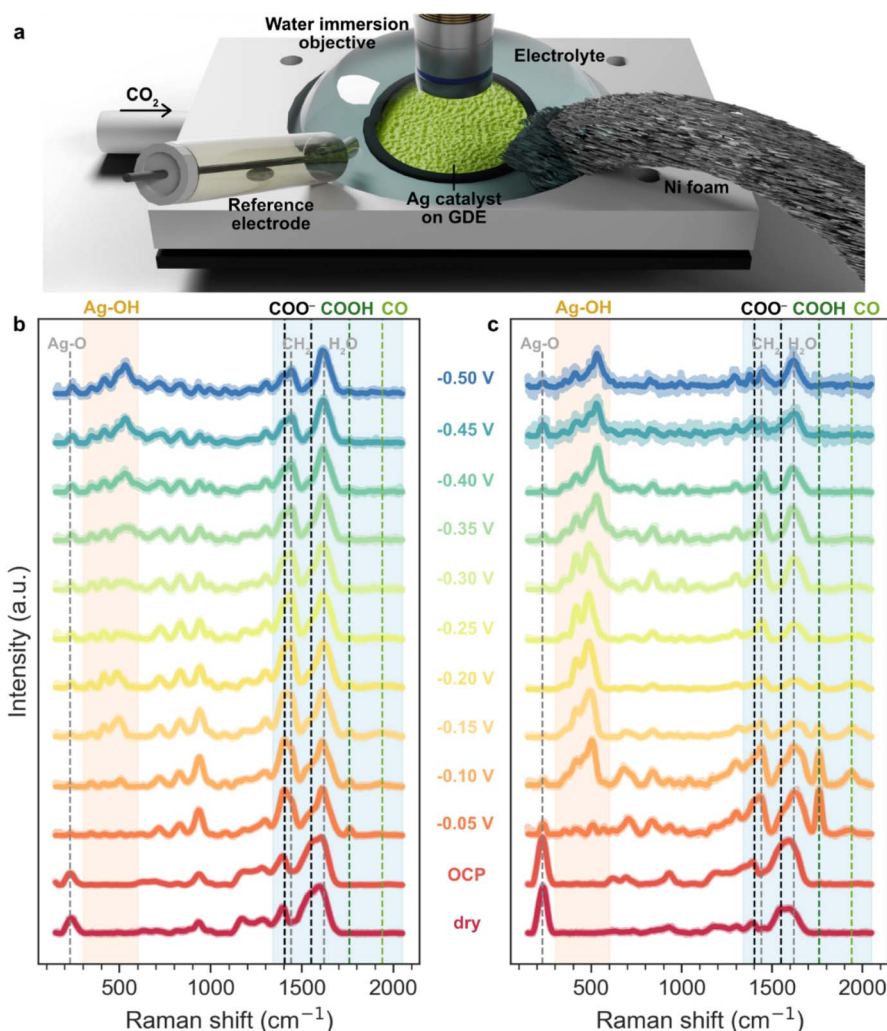 a
Water immersion
objective
Electrolyte
CO₂
Reference
electrode
Ag catalyst
on GDE
Ni foam
b
Ag-OH
COO⁻
COOH
CO
Ag-O
CH₂
H₂O
c
Ag-OH
COO⁻
COOH
CO
Ag-O
CH₂
H₂O
-0.50 V
-0.45 V
-0.40 V
-0.35 V
-0.30 V
-0.25 V
-0.20 V
-0.15 V
-0.10 V
-0.05 V
OCP
dry
Intensity (a.u.)
500
1000
1500
2000
500
1000
1500
2000
Raman shift (cm⁻¹)
Raman shift (cm⁻¹)